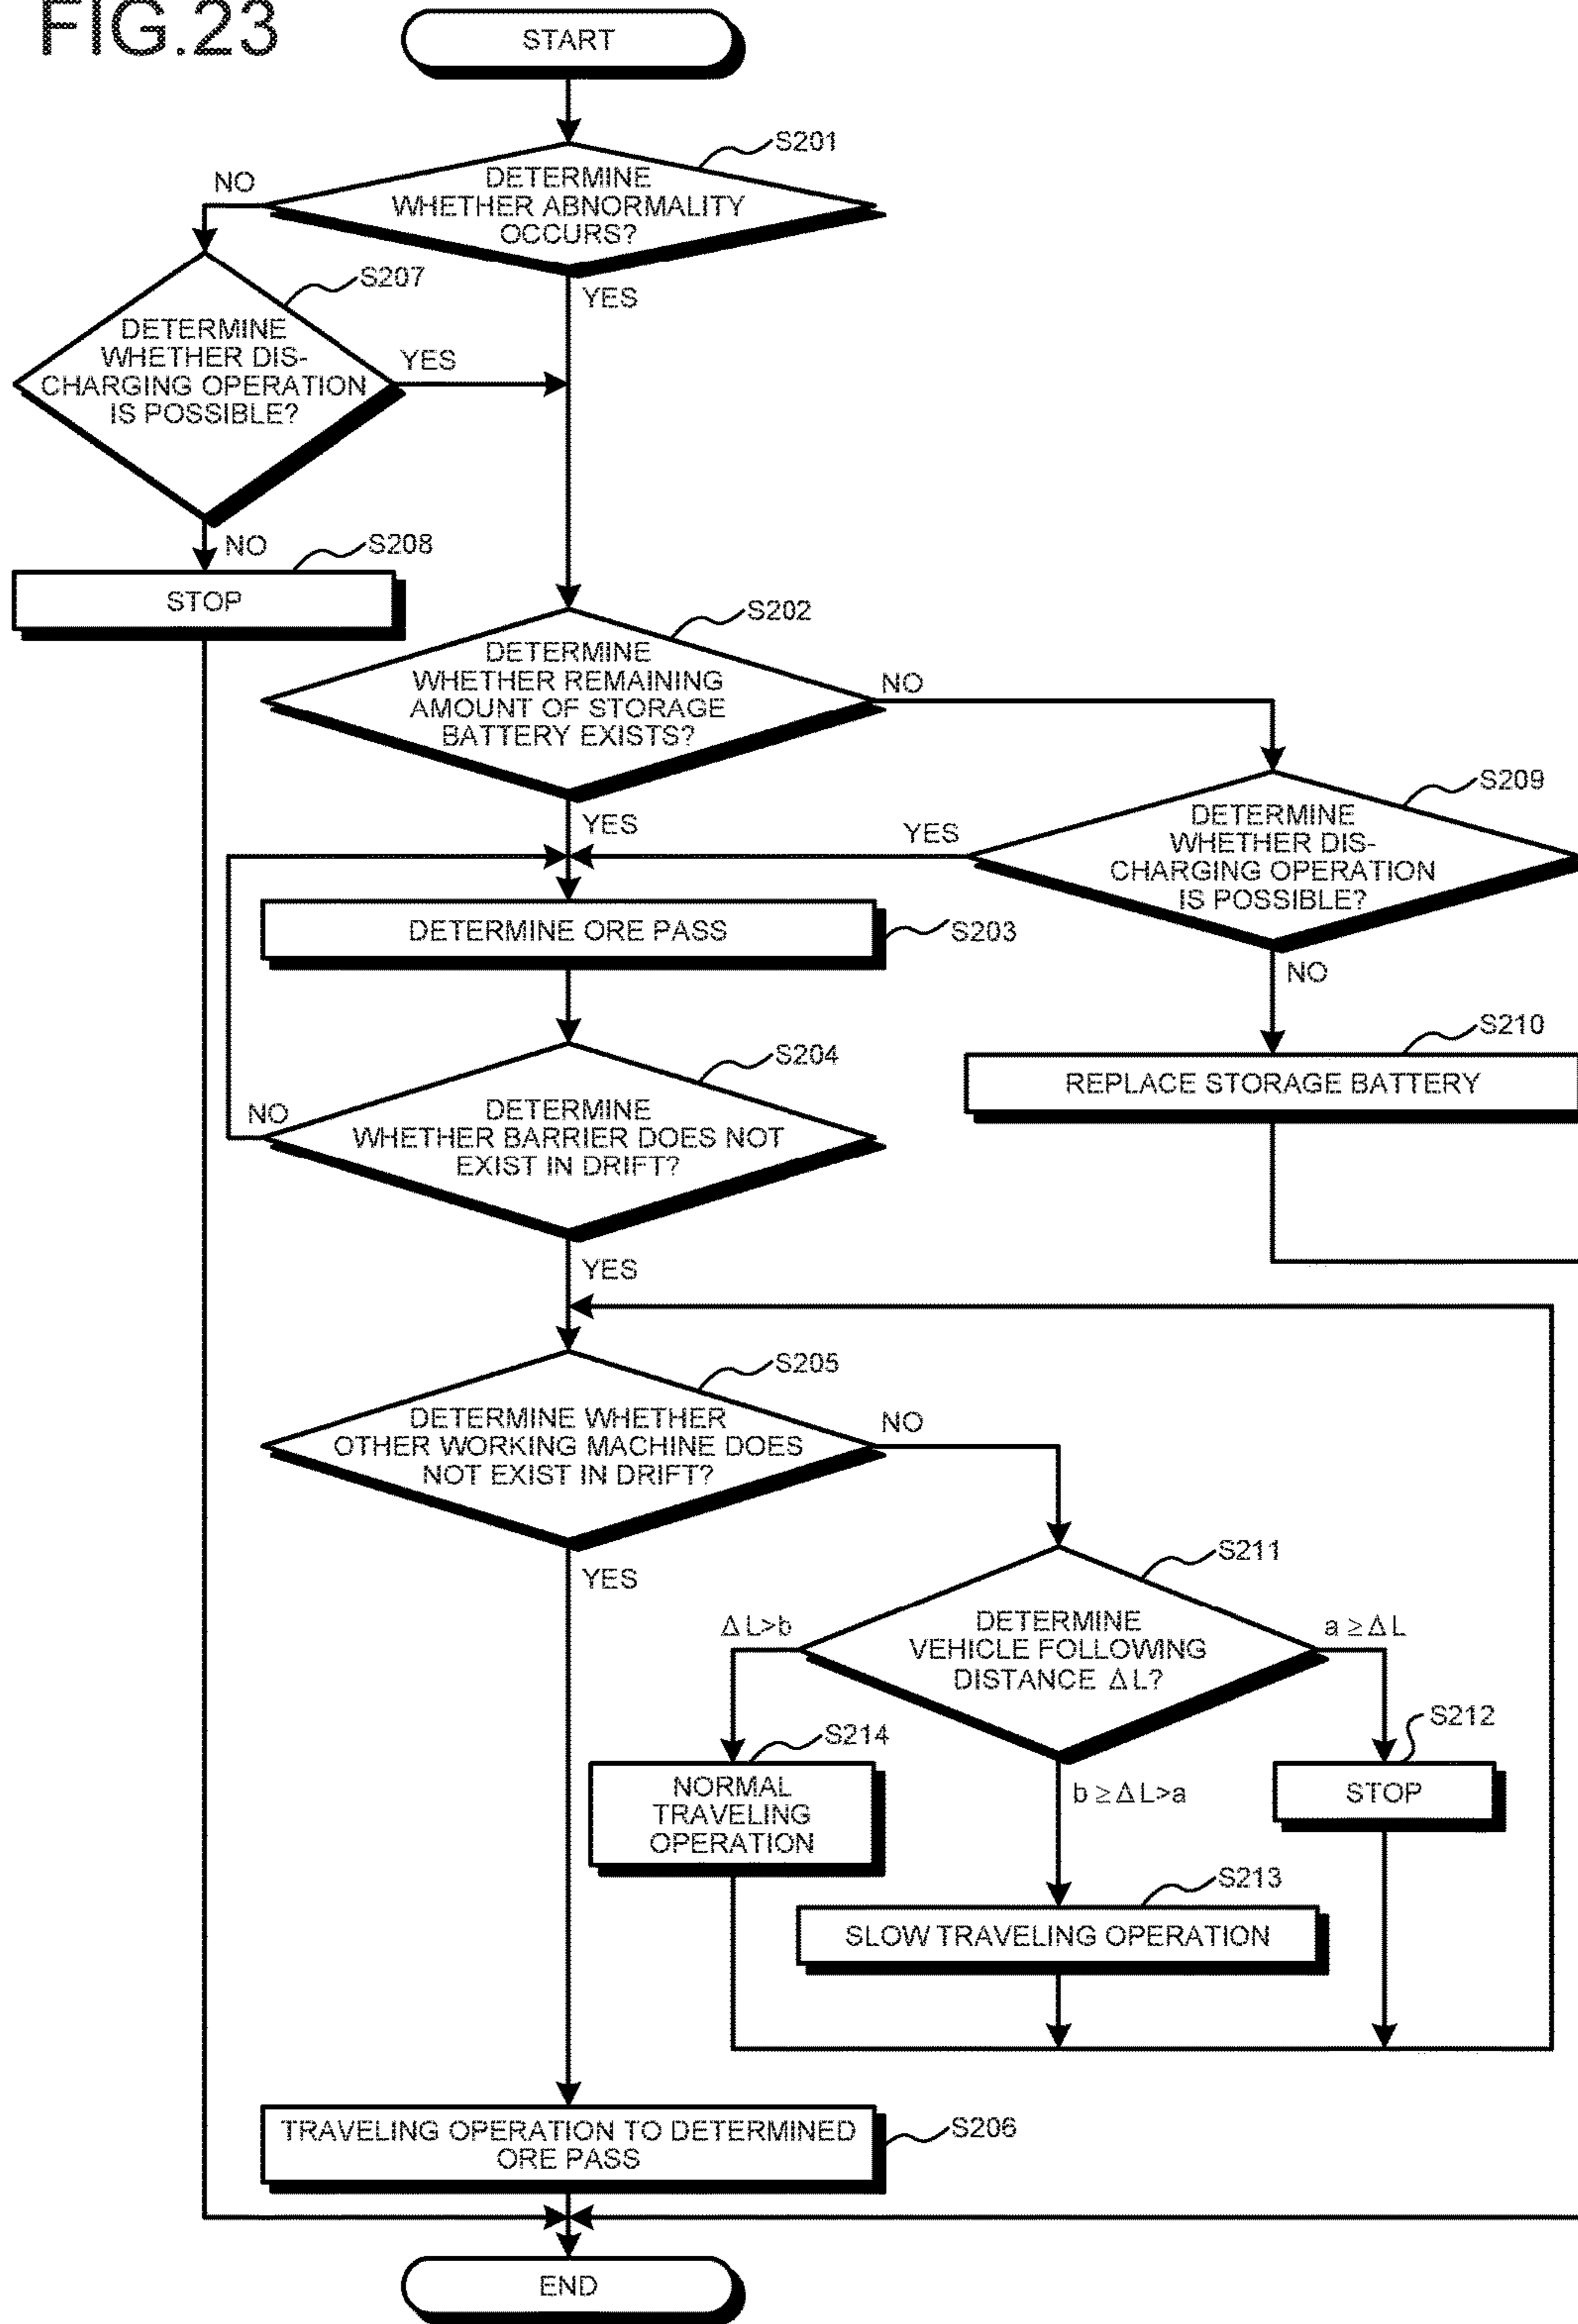 FIG.23
START
S201
DETERMINE
WHETHER ABNORMALITY
OCCURS?
NO
YES
S207
DETERMINE
WHETHER DIS-
CHARGING OPERATION
IS POSSIBLE?
YES
NO
S208
STOP
S202
DETERMINE
WHETHER REMAINING
AMOUNT OF STORAGE
BATTERY EXISTS?
NO
YES
S209
DETERMINE
WHETHER DIS-
CHARGING OPERATION
IS POSSIBLE?
YES
NO
DETERMINE ORE PASS
S203
S210
REPLACE STORAGE BATTERY
S204
DETERMINE
WHETHER BARRIER DOES NOT
EXIST IN DRIFT?
NO
YES
S205
DETERMINE WHETHER
OTHER WORKING MACHINE DOES
NOT EXIST IN DRIFT?
NO
YES
S211
DETERMINE
VEHICLE FOLLOWING
DISTANCE ΔL?
ΔL>b
a ≥ ΔL
b ≥ ΔL>a
S214
NORMAL
TRAVELING
OPERATION
S212
STOP
S213
SLOW TRAVELING OPERATION
TRAVELING OPERATION TO DETERMINED
ORE PASS
S206
END